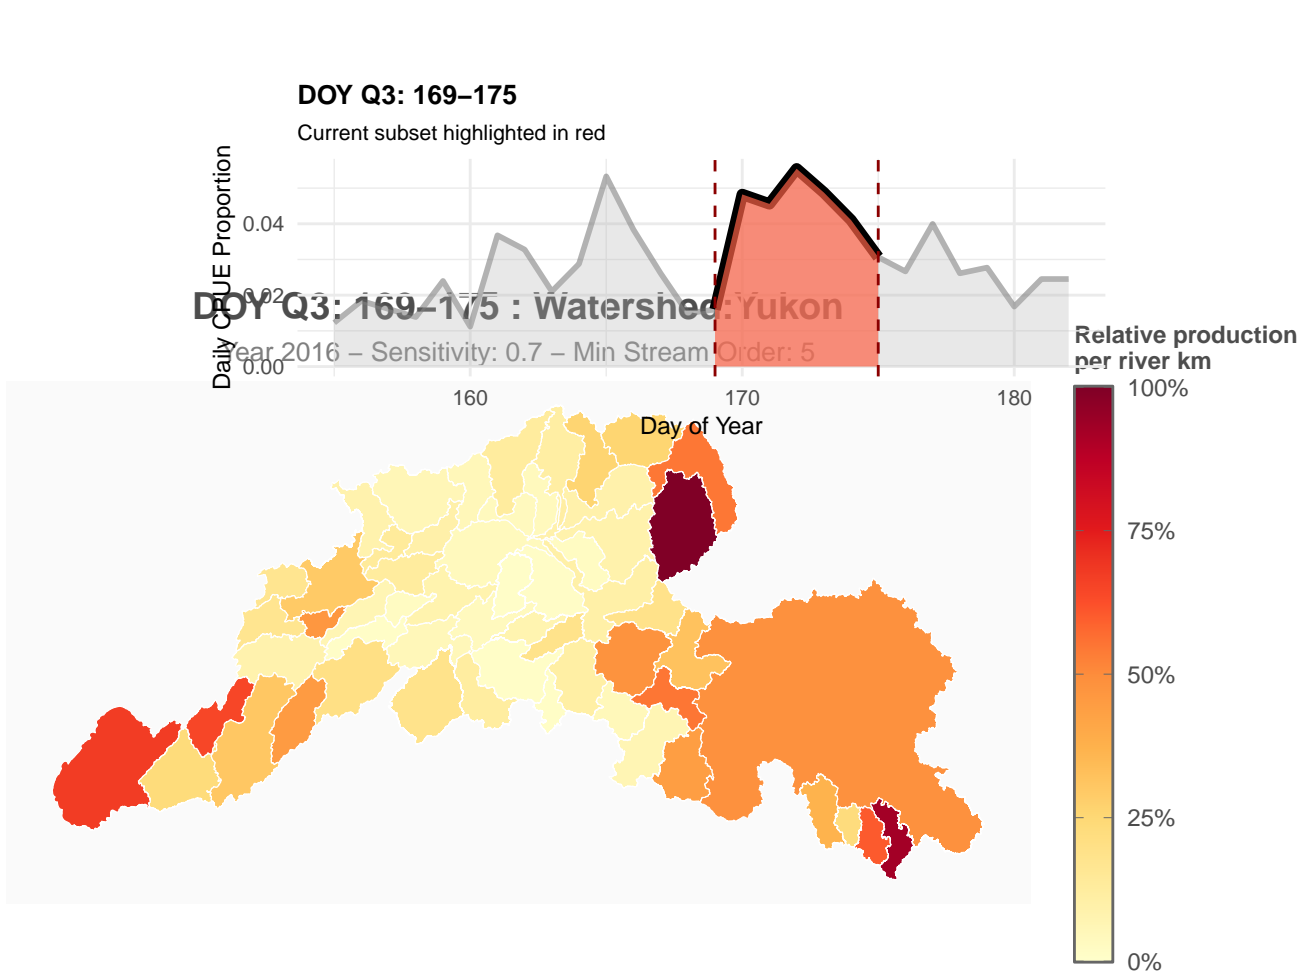 DOY Q3: 169–175
Current subset highlighted in red
Daily CPUE Proportion
0.04
0.02
0.00
DOY Q3: 169–175 : Watershed:Yukon
Year 2016 – Sensitivity: 0.7 – Min Stream Order: 5
160
170
180
Day of Year
Relative production
per river km
100%
75%
50%
25%
0%